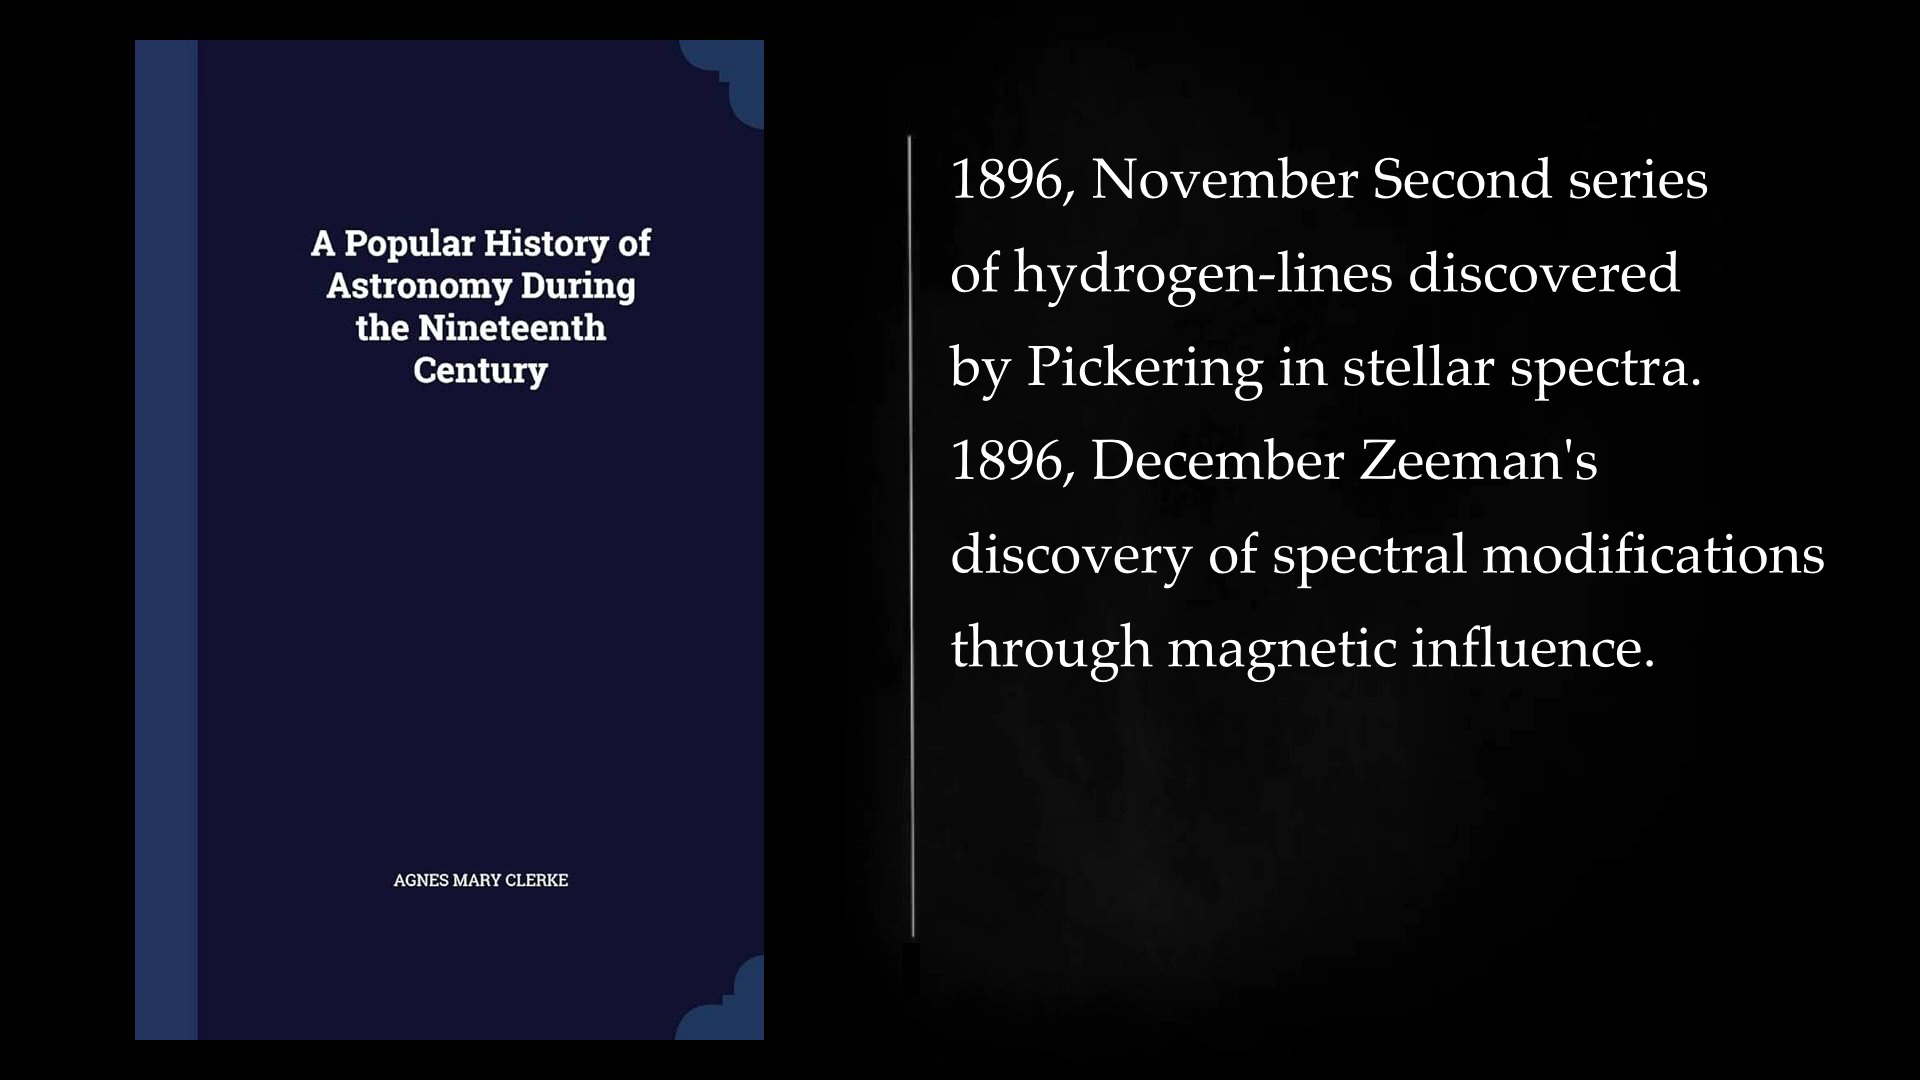 A Popular History of
Astronomy During
the Nineteenth
Century
AGNES MARY CLERKE
1896, November Second series
of hydrogen-lines discovered
by Pickering in stellar spectra.
1896, December Zeeman's
discovery of spectral modifications
through magnetic influence.